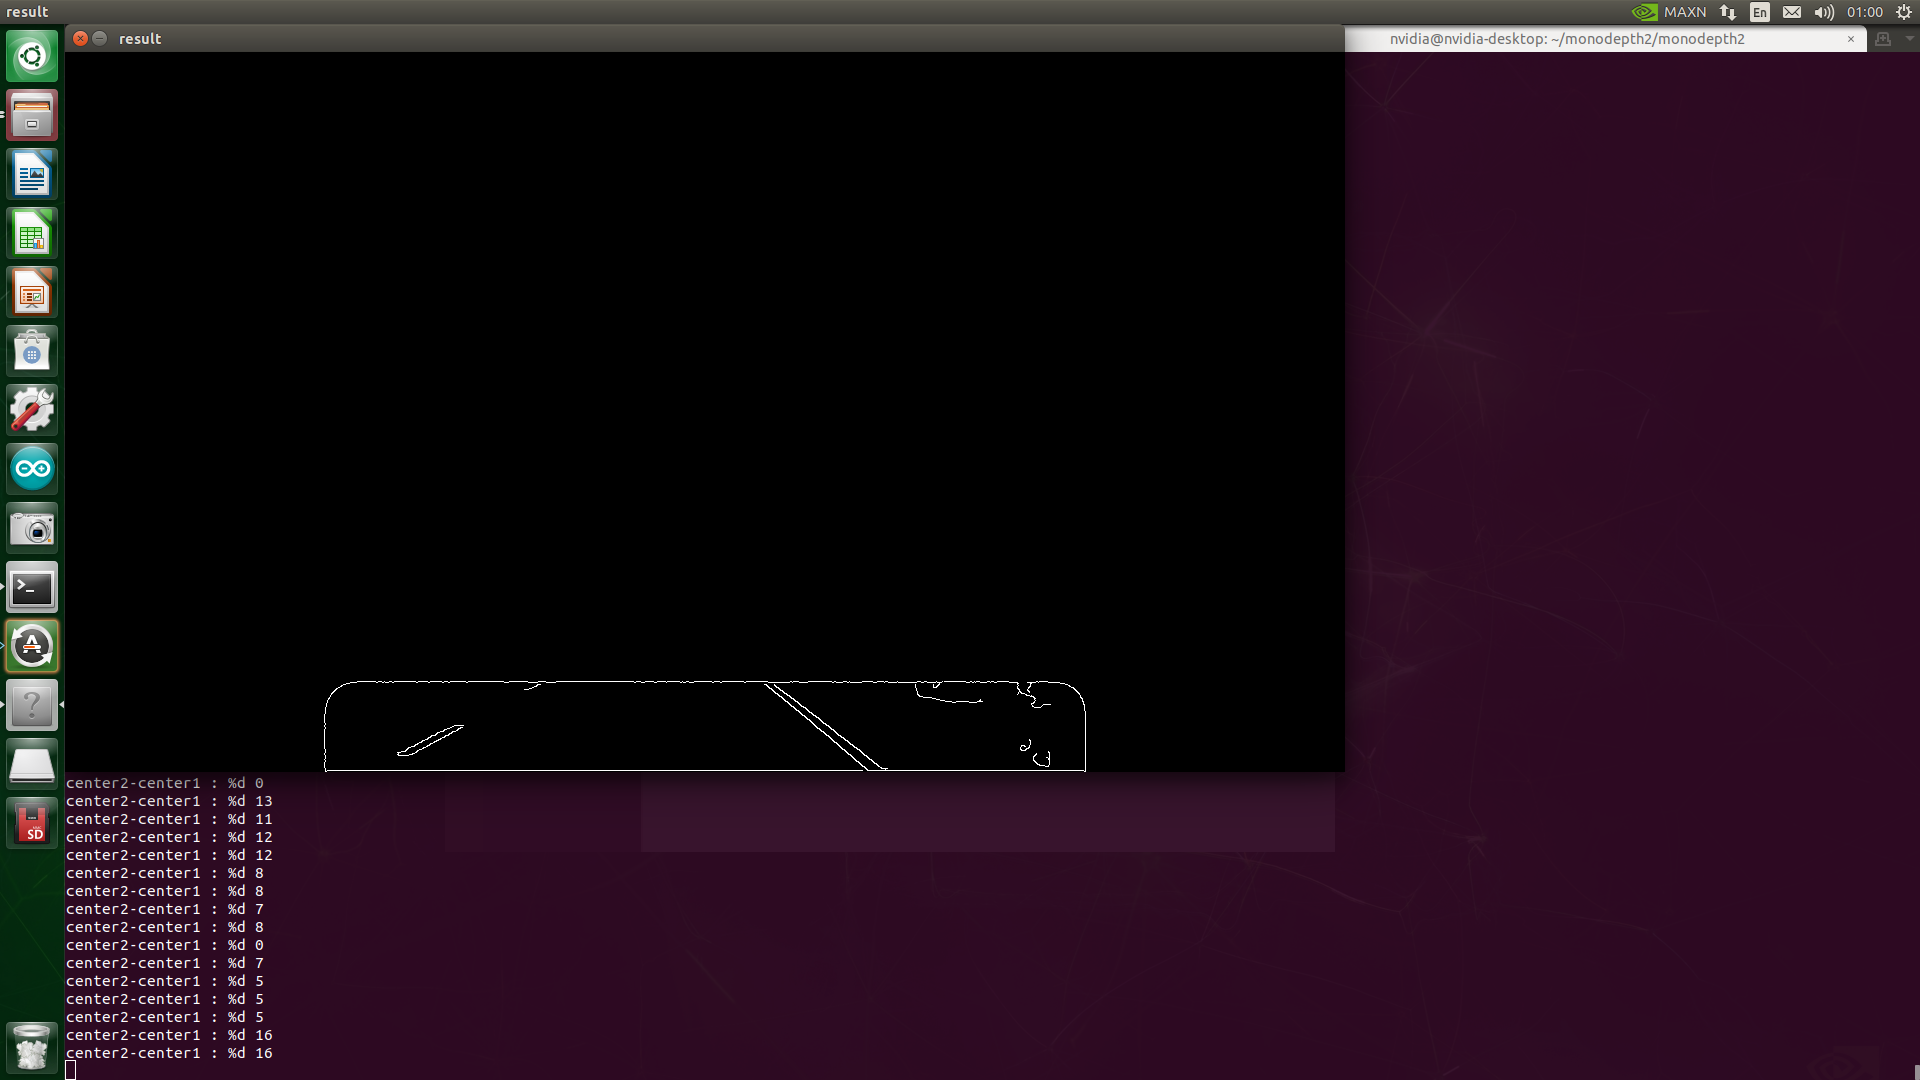 result
MAXN
En
01:00
result
nvidia@nvidia-desktop: ~/monodepth2/monodepth2
SD
center2-center1 : %d 0
center2-center1 : %d 13
center2-center1 : %d 11
center2-center1 : %d 12
center2-center1 : %d 12
center2-center1 : %d 8
center2-center1 : %d 8
center2-center1 : %d 7
center2-center1 : %d 8
center2-center1 : %d 0
center2-center1 : %d 7
center2-center1 : %d 5
center2-center1 : %d 5
center2-center1 : %d 5
center2-center1 : %d 16
center2-center1 : %d 16